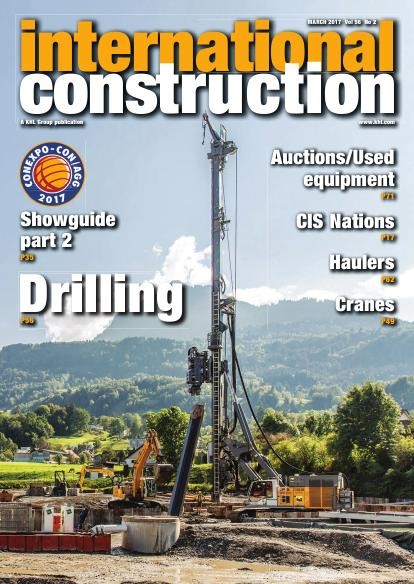 MARCH 2017 Vol 56 No 2
international
construction
A KHL Group publication
www.khl.com
CONEXPO-CON/AGG
2017
Showguide
part 2
P35
Drilling
P56
Auctions/Used
equipment
P71
CIS Nations
P17
Haulers
P62
Cranes
P49